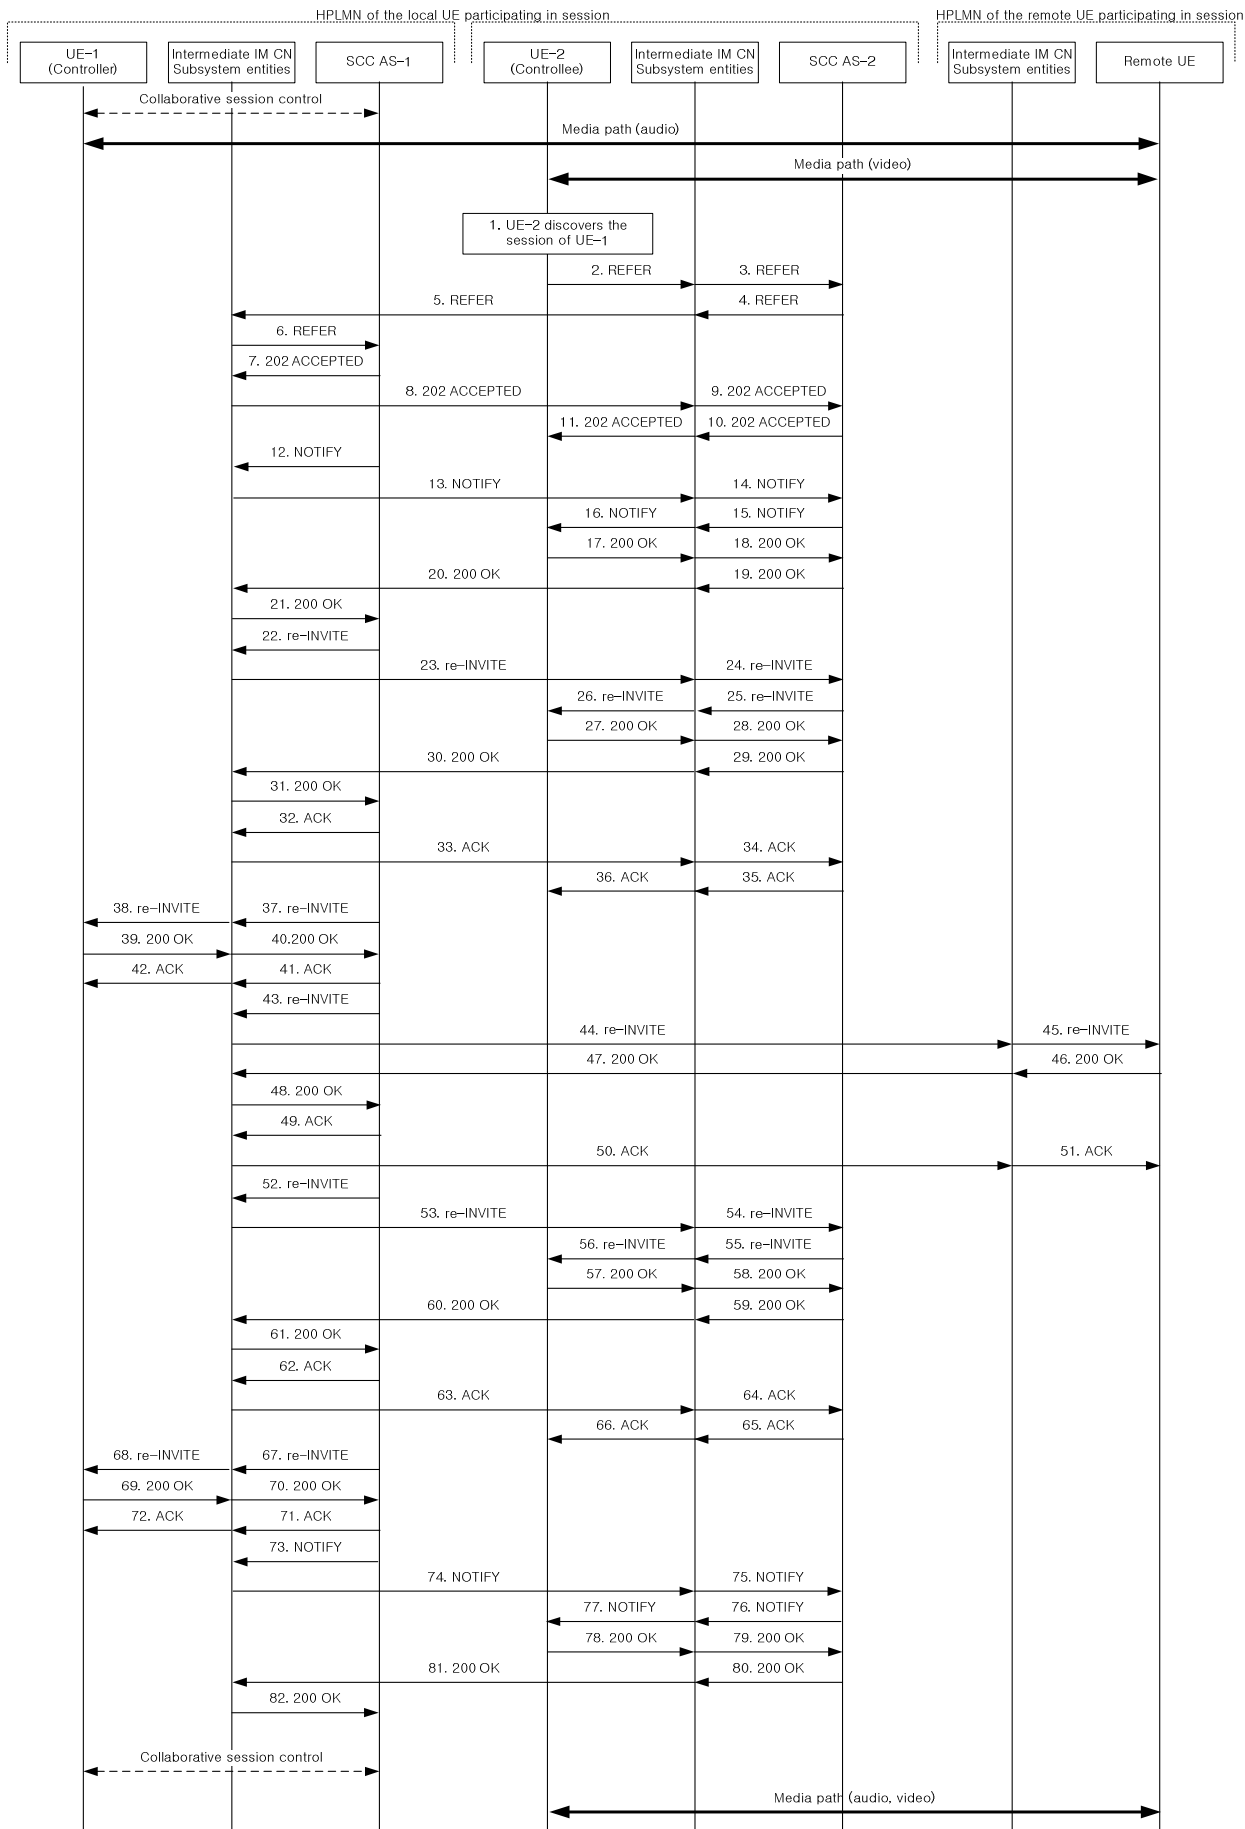 HPLMN of the local UE participating in session
HPLMN of the remote UE participating in session
UE-1
(Controller)
Intermediate IM CN
Subsystem entities
SCC AS-1
UE-2
(Controllee)
Intermediate IM CN
Subsystem entities
SCC AS-2
Intermediate IM CN
Subsystem entities
Remote UE
Collaborative session control
Media path (audio)
Media path (video)
1. UE-2 discovers the
session of UE-1
2. REFER
3. REFER
5. REFER
4. REFER
6. REFER
7. 202 ACCEPTED
8. 202 ACCEPTED
9. 202 ACCEPTED
11. 202 ACCEPTED
10. 202 ACCEPTED
12. NOTIFY
13. NOTIFY
14. NOTIFY
16. NOTIFY
15. NOTIFY
17. 200 OK
18. 200 OK
20. 200 OK
19. 200 OK
21. 200 OK
22. re-INVITE
23. re-INVITE
24. re-INVITE
26. re-INVITE
25. re-INVITE
27. 200 OK
28. 200 OK
30. 200 OK
29. 200 OK
31. 200 OK
32. ACK
33. ACK
34. ACK
36. ACK
35. ACK
38. re-INVITE
37. re-INVITE
39. 200 OK
40.200 OK
42. ACK
41. ACK
43. re-INVITE
44. re-INVITE
45. re-INVITE
47. 200 OK
46. 200 OK
48. 200 OK
49. ACK
50. ACK
51. ACK
52. re-INVITE
53. re-INVITE
54. re-INVITE
56. re-INVITE
55. re-INVITE
57. 200 OK
58. 200 OK
60. 200 OK
59. 200 OK
61. 200 OK
62. ACK
63. ACK
64. ACK
66. ACK
65. ACK
68. re-INVITE
67. re-INVITE
69. 200 OK
70. 200 OK
72. ACK
71. ACK
73. NOTIFY
74. NOTIFY
75. NOTIFY
77. NOTIFY
76. NOTIFY
78. 200 OK
79. 200 OK
81. 200 OK
80. 200 OK
82. 200 OK
Collaborative session control
Media path (audio, video)